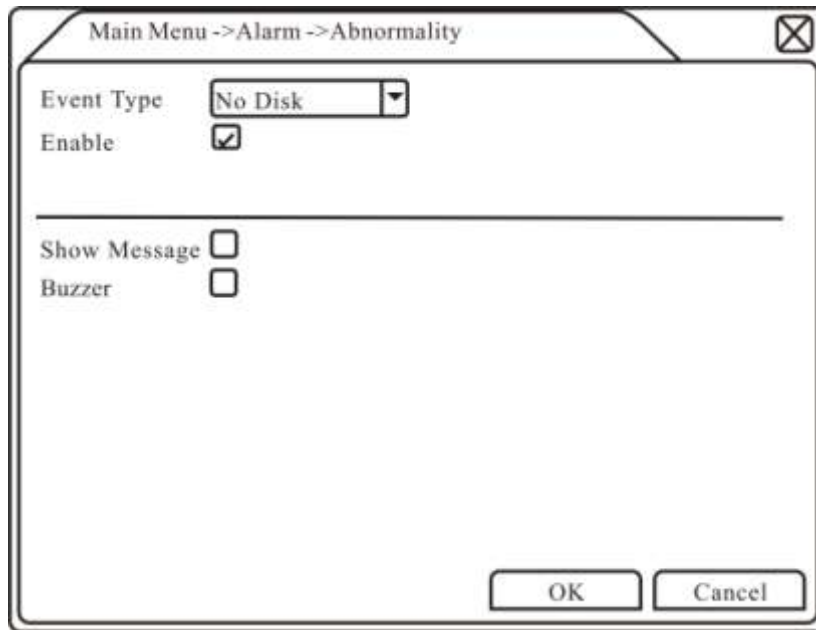 Main Menu ->Alarm ->Abnormality
Event Type No Disk
Enable
Show Message
Buzzer
OK Cancel